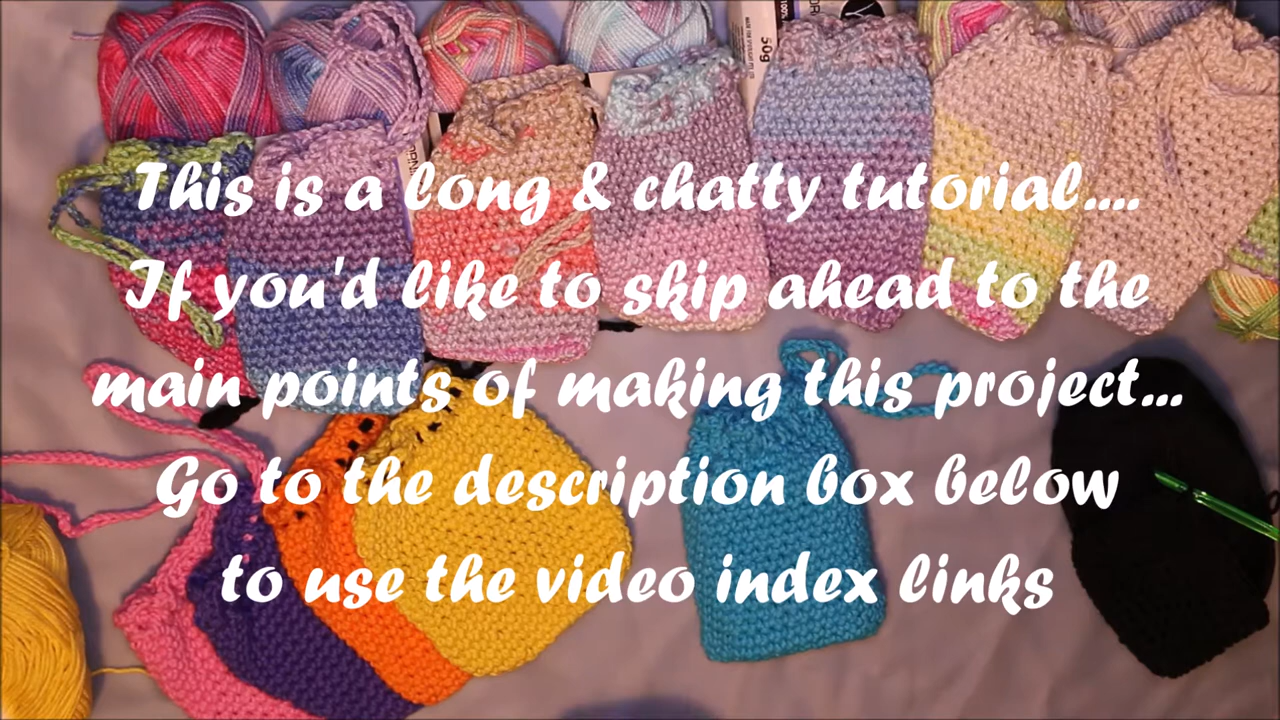 50g
This is a long & chatty tutorial....
If you'd like to skip ahead to the
main points of making this project...
Go to the description box below
to use the video index links